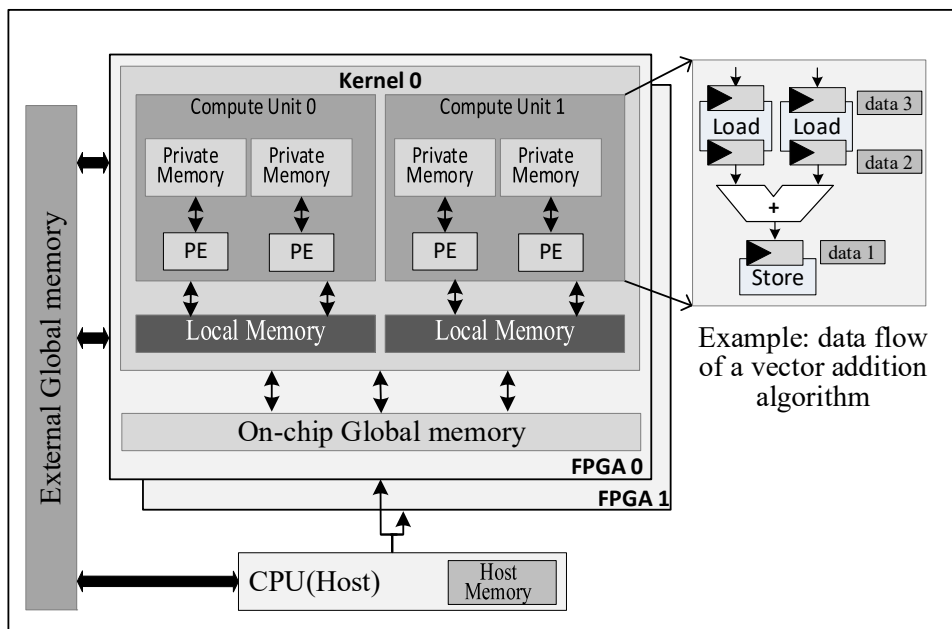 Kernel 0
Compute Unit 0
Compute Unit 1
Private
Memory
Private
Memory
Private
Memory
Private
Memory
PE
PE
PE
PE
Local Memory
Local Memory
On-chip Global memory
FPGA 0
FPGA 1
External Global memory
CPU(Host)
Host
Memory
data 3
Load
Load
data 2
+
data 1
Store
Example: data flow
of a vector addition
algorithm